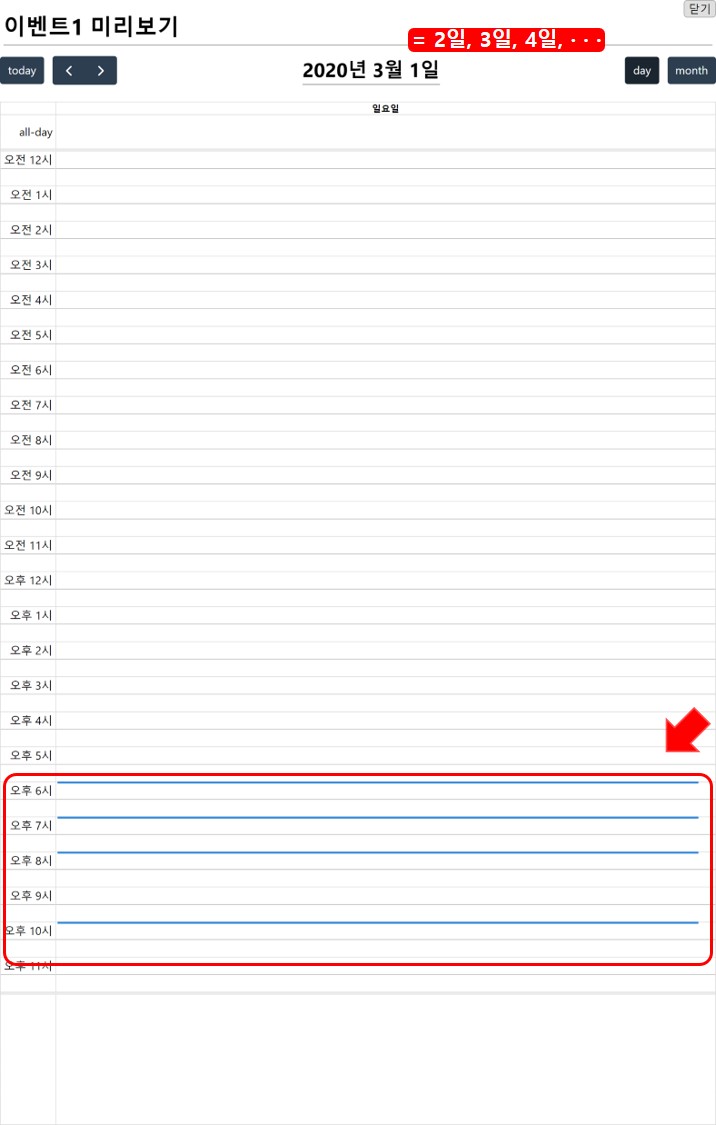 닫기
이벤트1 미리보기
= 2일, 3일, 4일, · · ·
today
2020년 3월 1일
day
month
일요일
all-day
오전 12시
오전 1시
오전 2시
오전 3시
오전 4시
오전 5시
오전 6시
오전 7시
오전 8시
오전 9시
오전 10시
오전 11시
오후 12시
오후 1시
오후 2시
오후 3시
오후 4시
오후 5시
오후 6시
오후 7시
오후 8시
오후 9시
오후 10시
오후 11시